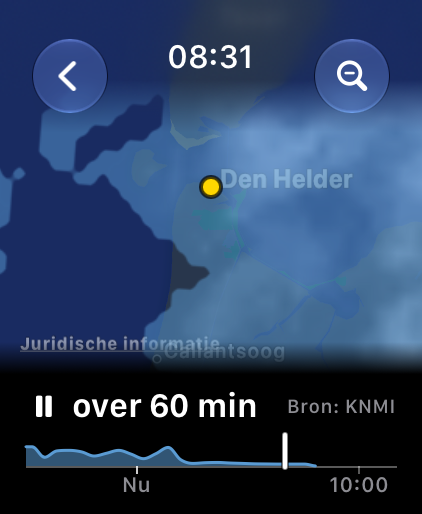 08:31
Den Helder
Juridische informatie
Callantsoog
over 60 min
Bron: KNMI
Nu
10:00